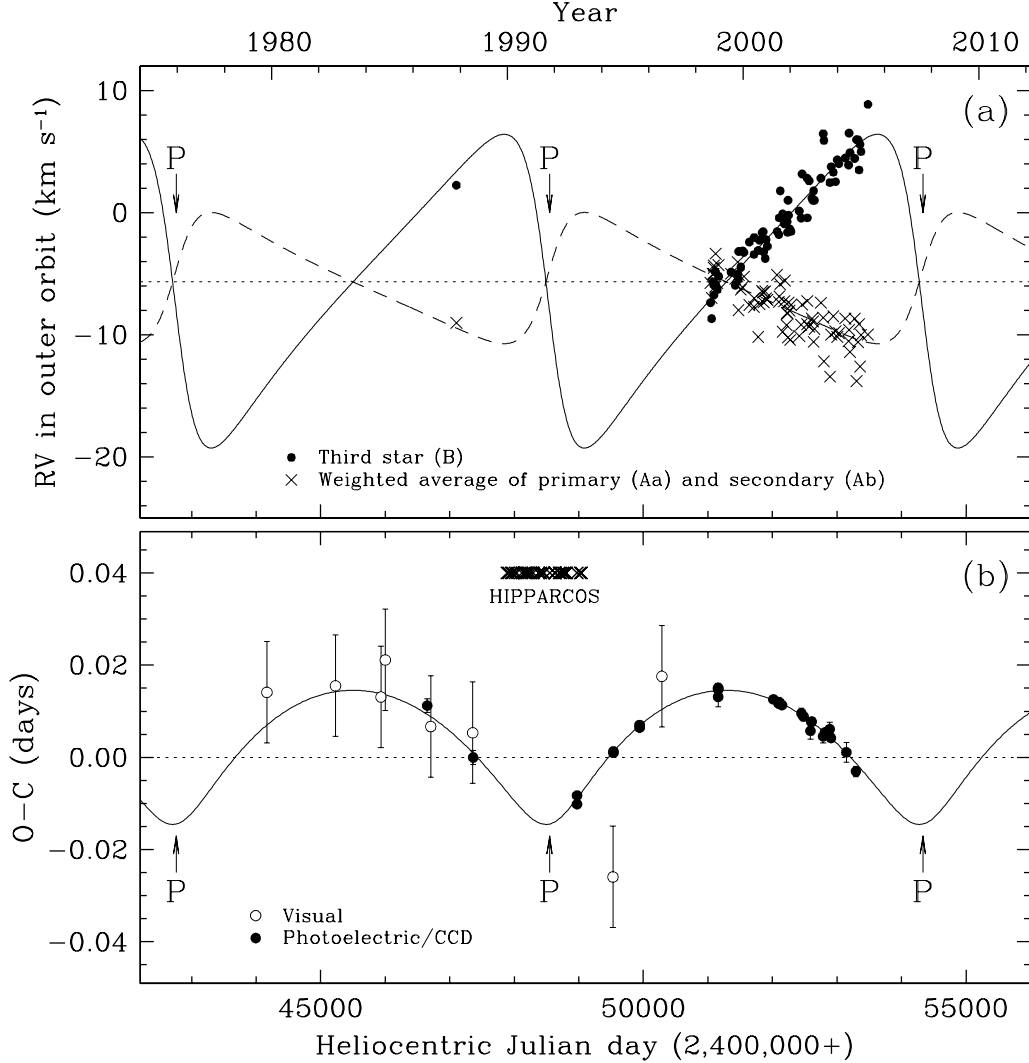 Year
1980 1990 2000 2010
(a)
10
0
−10
−20
RV in outer orbit (km s⁻¹)
P P P
Third star (B)
Weighted average of primary (Aa) and secondary (Ab)
(b)
0.04
0.02
0.00
−0.02
−0.04
O−C (days)
HIPPARCOS
P P P
Visual
Photoelectric/CCD
45000 50000 55000
Heliocentric Julian day (2,400,000+)